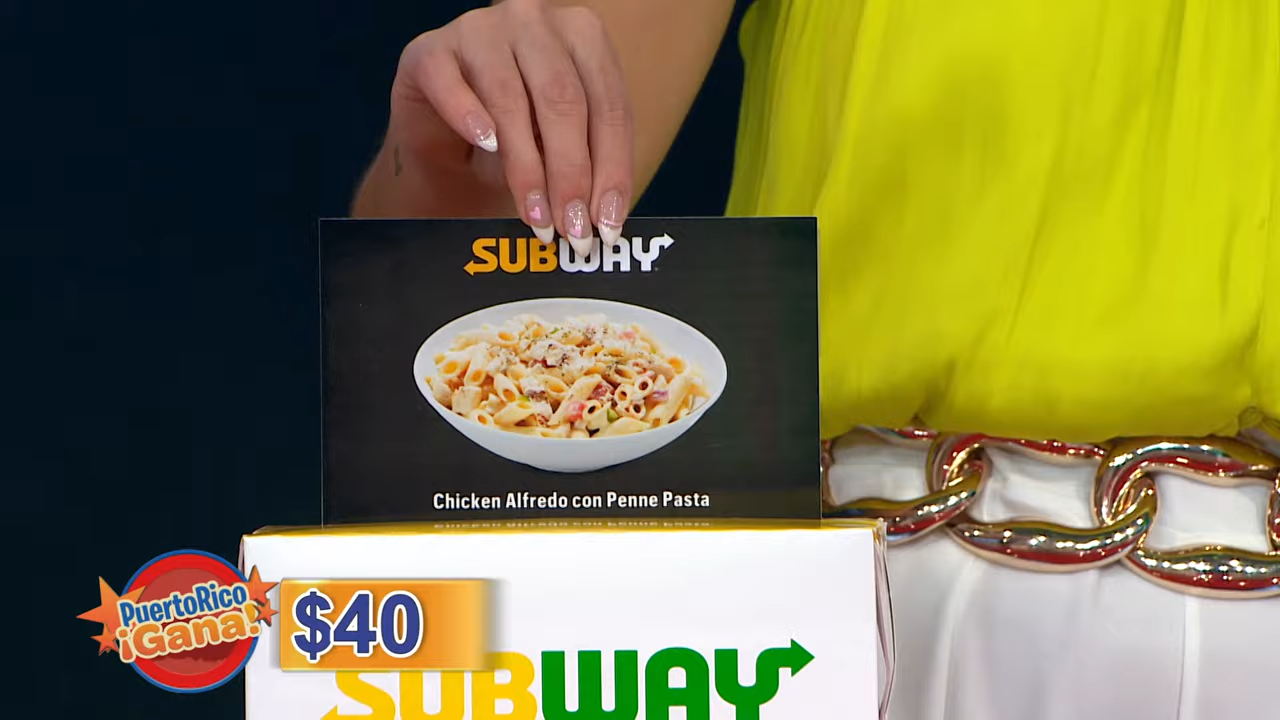 SUBWAY
Chicken Alfredo con Penne Pasta
PuertoRico
¡Gana!
$40
SUBWAY